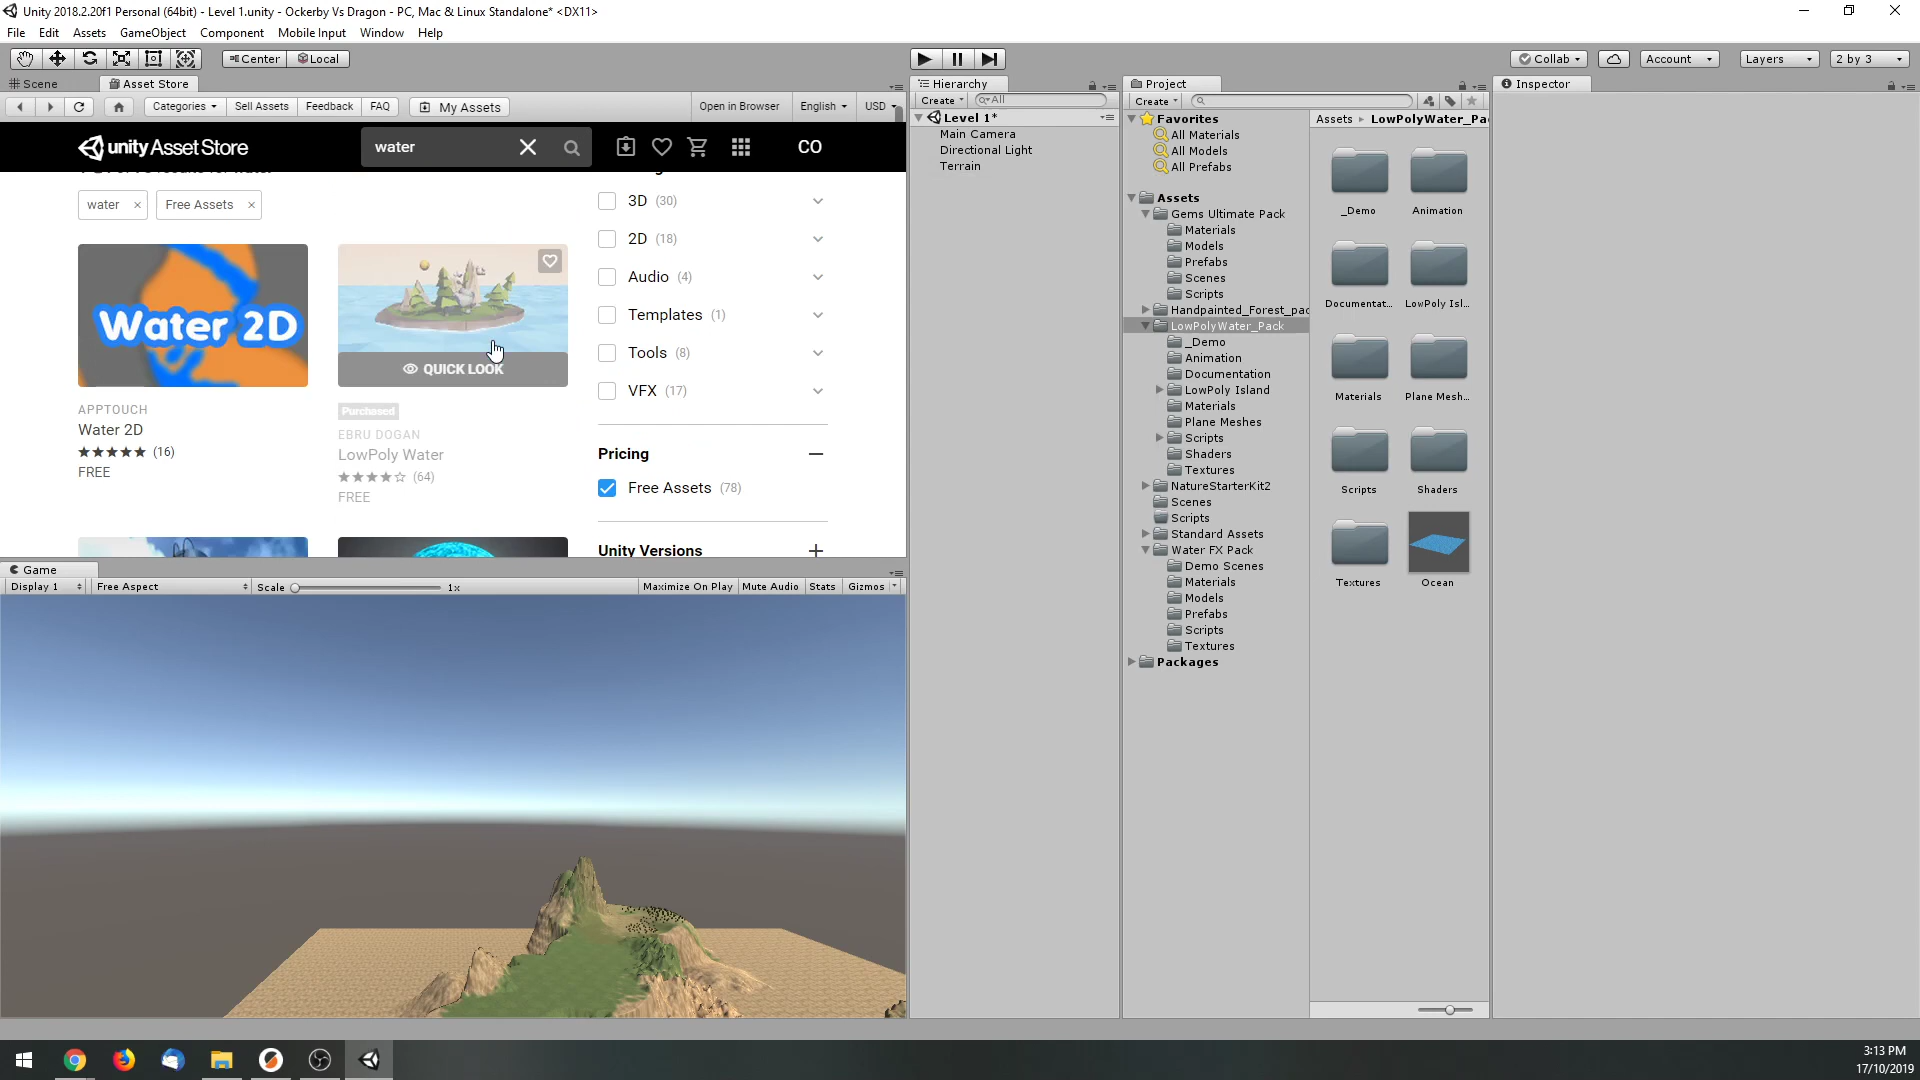 Unity 2018.2.20f1 Personal (64bit) - Level 1.unity - Ockerby Vs Dragon - PC, Mac & Linux Standalone* <DX11>
File Edit Assets GameObject Component Mobile Input Window Help
Center Local
Collab Account Layers 2 by 3
Scene Asset Store
Categories Sell Assets Feedback FAQ My Assets Open in Browser English USD
unity Asset Store water CO
water × Free Assets ×
Water 2D
QUICK LOOK
APPTOUCH
Water 2D
(16)
FREE
Purchased
EBRU DOGAN
LowPoly Water
(64)
FREE
3D (30)
2D (18)
Audio (4)
Templates (1)
Tools (8)
VFX (17)
Pricing
Free Assets (78)
Unity Versions
Game
Display 1 Free Aspect Scale 1x Maximize On Play Mute Audio Stats Gizmos
Hierarchy
Create All
Level 1*
Main Camera
Directional Light
Terrain
Project
Create
Favorites
All Materials
All Models
All Prefabs
Assets
Gems Ultimate Pack
Materials
Models
Prefabs
Scenes
Scripts
Handpainted_Forest_pac
LowPolyWater_Pack
_Demo
Animation
Documentation
LowPoly Island
Materials
Plane Meshes
Scripts
Shaders
Textures
NatureStarterKit2
Scenes
Scripts
Standard Assets
Water FX Pack
Demo Scenes
Materials
Models
Prefabs
Scripts
Textures
Packages
Assets LowPolyWater_Pa
_Demo Animation
Documentat... LowPoly Isl...
Materials Plane Mesh...
Scripts Shaders
Textures Ocean
Inspector
3:13 PM
17/10/2019